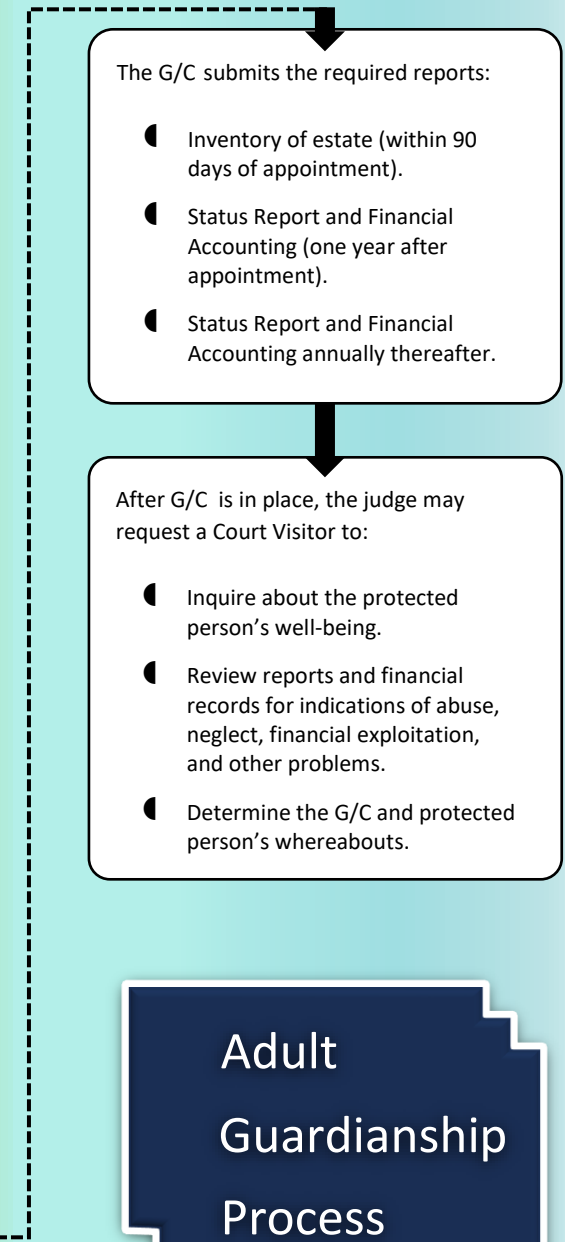 The G/C submits the required reports:
Inventory of estate (within 90
days of appointment).
Status Report and Financial
Accounting (one year after
appointment).
Status Report and Financial
Accounting annually thereafter.
After G/C is in place, the judge may
request a Court Visitor to:
Inquire about the protected
person’s well-being.
Review reports and financial
records for indications of abuse,
neglect, financial exploitation,
and other problems.
Determine the G/C and protected
person’s whereabouts.
Adult
Guardianship
Process